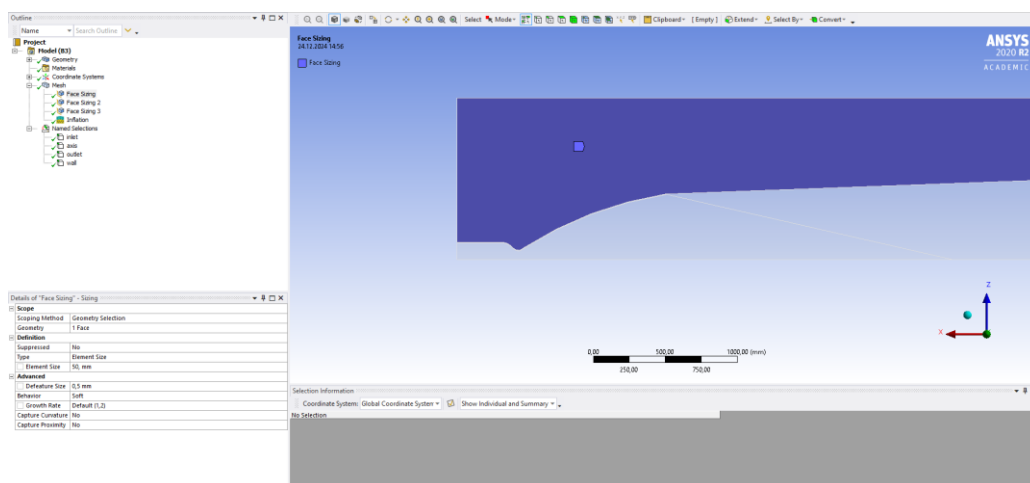 Outline
Name
Search Outline
Project
Model (B3)
Geometry
Materials
Coordinate Systems
Mesh
Face Sizing
Face Sizing 2
Face Sizing 3
Inflation
Named Selections
inlet
axis
outlet
wall
Details of "Face Sizing" - Sizing
Scope
Scoping Method Geometry Selection
Geometry 1 Face
Definition
Suppressed No
Type Element Size
Element Size 50, mm
Advanced
Defeature Size 0,5 mm
Behavior Soft
Growth Rate Default (1,2)
Capture Curvature No
Capture Proximity No
Select Mode Clipboard [Empty] Extend Select By Convert
Face Sizing
24.12.2024 14:56
Face Sizing
ANSYS
2020 R2
ACADEMIC
Z
X
0,00 500,00 1000,00 (mm)
250,00 750,00
Selection Information
Coordinate System: Global Coordinate System Show Individual and Summary
No Selection